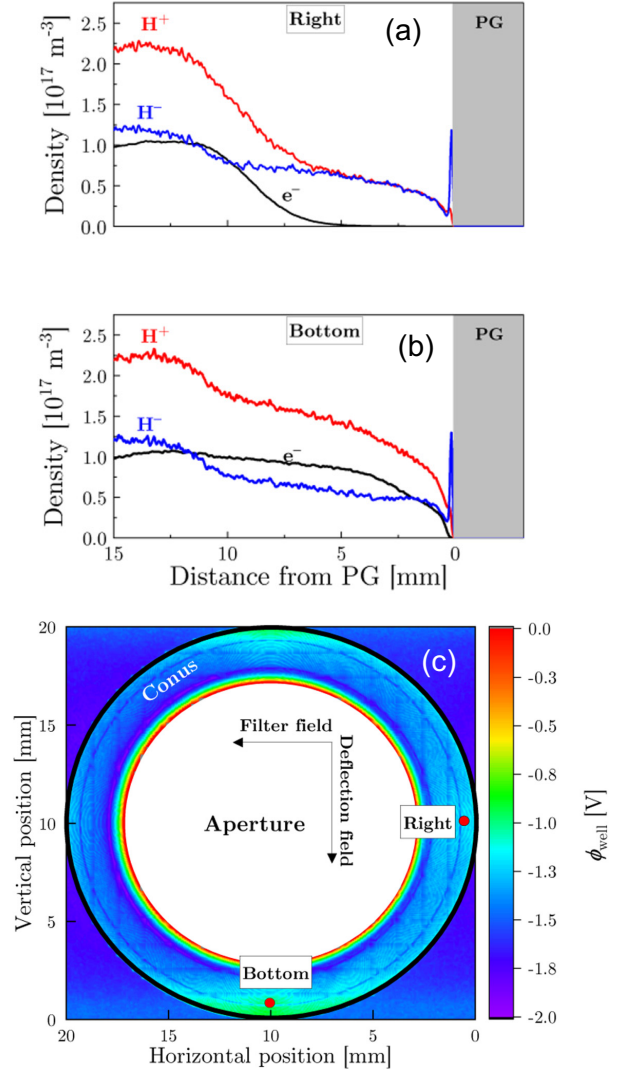 Right
(a)
PG
H⁺
H⁻
e⁻
Density [10¹⁷ m⁻³]
2.5
2.0
1.5
1.0
0.5
0.0
Bottom
(b)
PG
H⁺
H⁻
e⁻
Density [10¹⁷ m⁻³]
2.5
2.0
1.5
1.0
0.5
0.0
15 10 5 0
Distance from PG [mm]
(c)
Conus
Filter field
Deflection field
Aperture
Right
Bottom
Vertical position [mm]
20
15
10
5
0
20 15 10 5 0
Horizontal position [mm]
0.0
-0.3
-0.5
-0.8
-1.0
-1.3
-1.5
-1.8
-2.0
ϕwell [V]